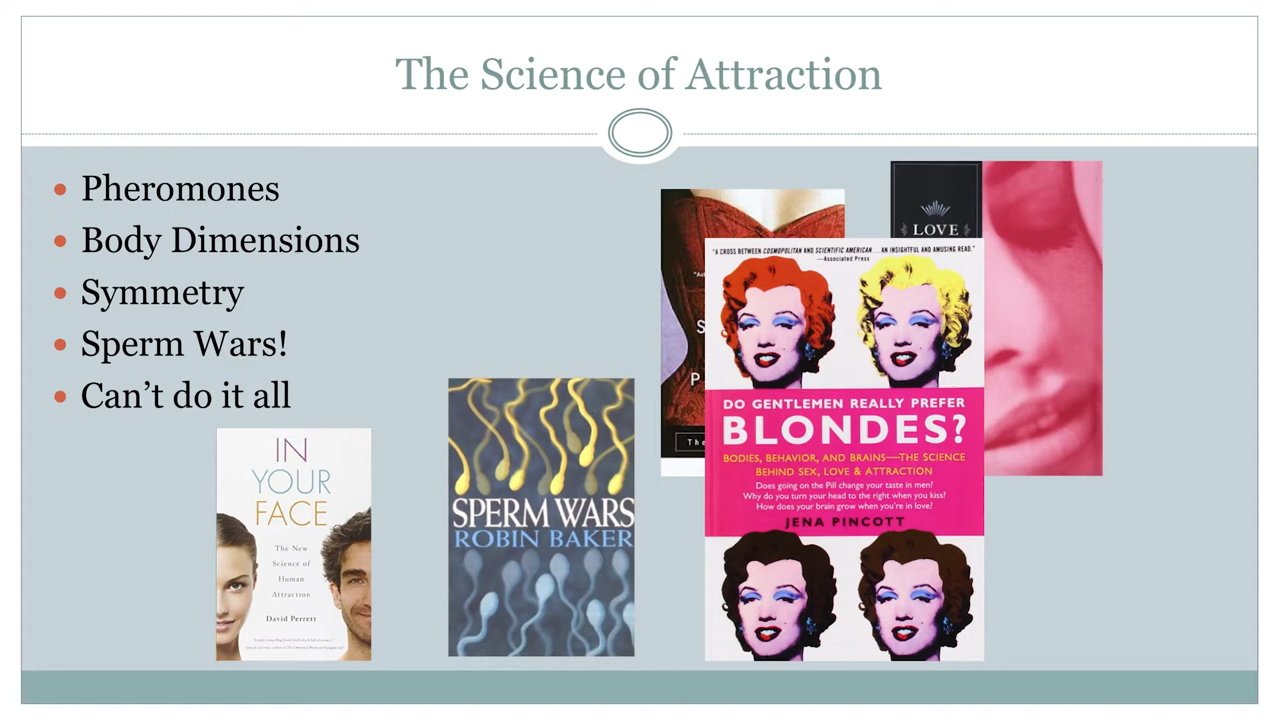 The Science of Attraction
Pheromones
Body Dimensions
Symmetry
Sperm Wars!
Can’t do it all
IN
YOUR
FACE
The New
Science of
Human
Attraction
David Perrett
SPERM WARS
ROBIN BAKER
S
P
The
LOVE
"A CROSS BETWEEN COSMOPOLITAN AND SCIENTIFIC AMERICAN . . . AN INSIGHTFUL AND AMUSING READ."
—Associated Press
DO GENTLEMEN REALLY PREFER
BLONDES?
BODIES, BEHAVIOR, AND BRAINS—THE SCIENCE
BEHIND SEX, LOVE & ATTRACTION
Does going on the Pill change your taste in men?
Why do you turn your head to the right when you kiss?
How does your brain grow when you're in love?
JENA PINCOTT